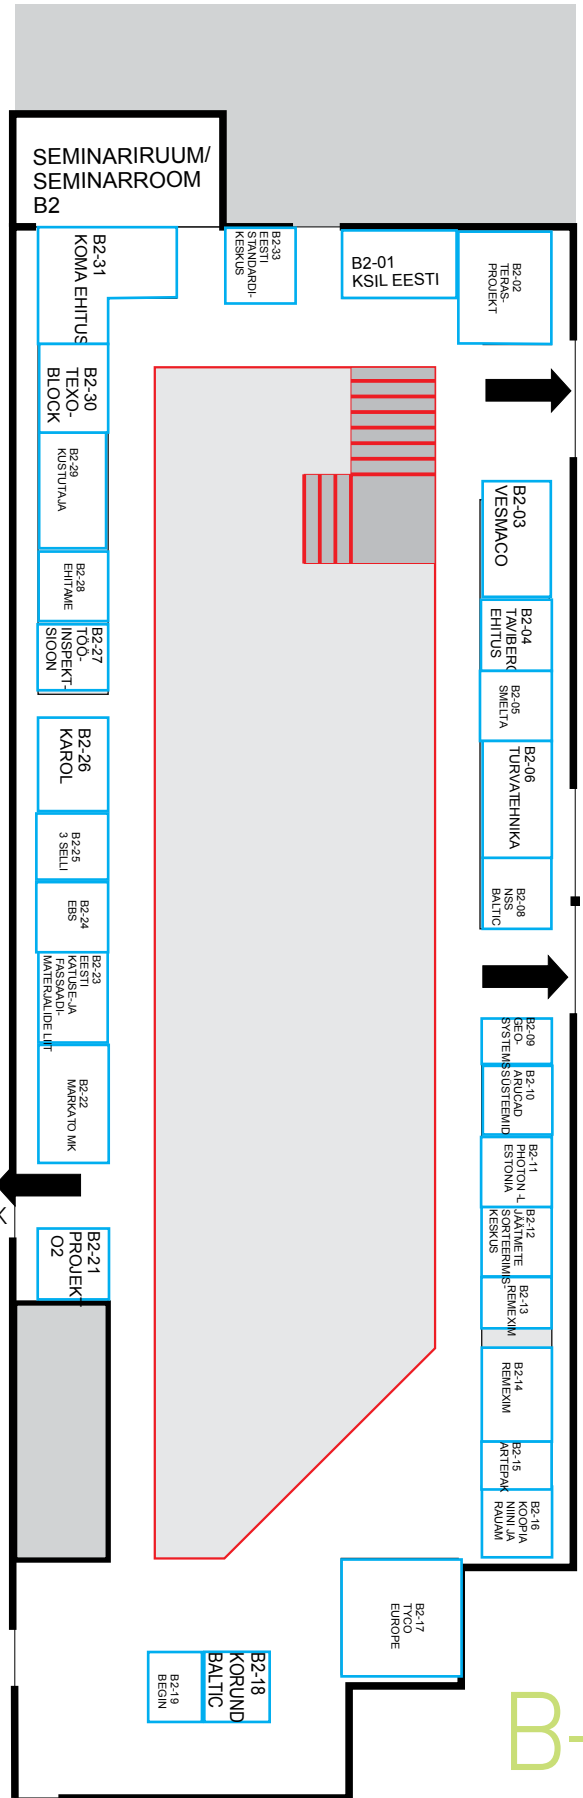 SEMINARIRUUM/
SEMINARROOM
B2
B2-31
KOMA EHITUS
B2-33
EESTI
STANDARDI-
KESKUS
B2-01
KSIL EESTI
B2-02
TERAS-
PROJEKT
B2-30
TEXO-
BLOCK
B2-29
KUSTUTAJA
B2-28
EHITAME
B2-27
TÖÖ-
INSPEKT-
SIOON
B2-26
KAROL
B2-25
3 SELLI
B2-24
EBS
B2-23
EESTI
KATUSE-JA
FASSAADI-
MATERJALIDE LIIT
B2-22
MARKATO MK
B2-21
PROJEKT
O2
B2-03
VESMACO
B2-04
TAVIBERG
EHITUS
B2-05
SMELTA
B2-06
TURVATEHNIKA
B2-08
NSS
BALTIC
B2-09
GEO-
SYSTEMS
B2-10
ARUCAD
SÜSTEEMID
B2-11
PHOTON -L
ESTONIA
B2-12
JÄÄTMETE
SORTEERIMIS-
KESKUS
B2-13
REMEXIM
B2-14
REMEXIM
B2-15
ARTEPAK
B2-16
KOOPIA
NIINI JA
RAUAM
B2-17
TYCO
EUROPE
B2-18
KORUND
BALTIC
B2-19
BEGIN
B-